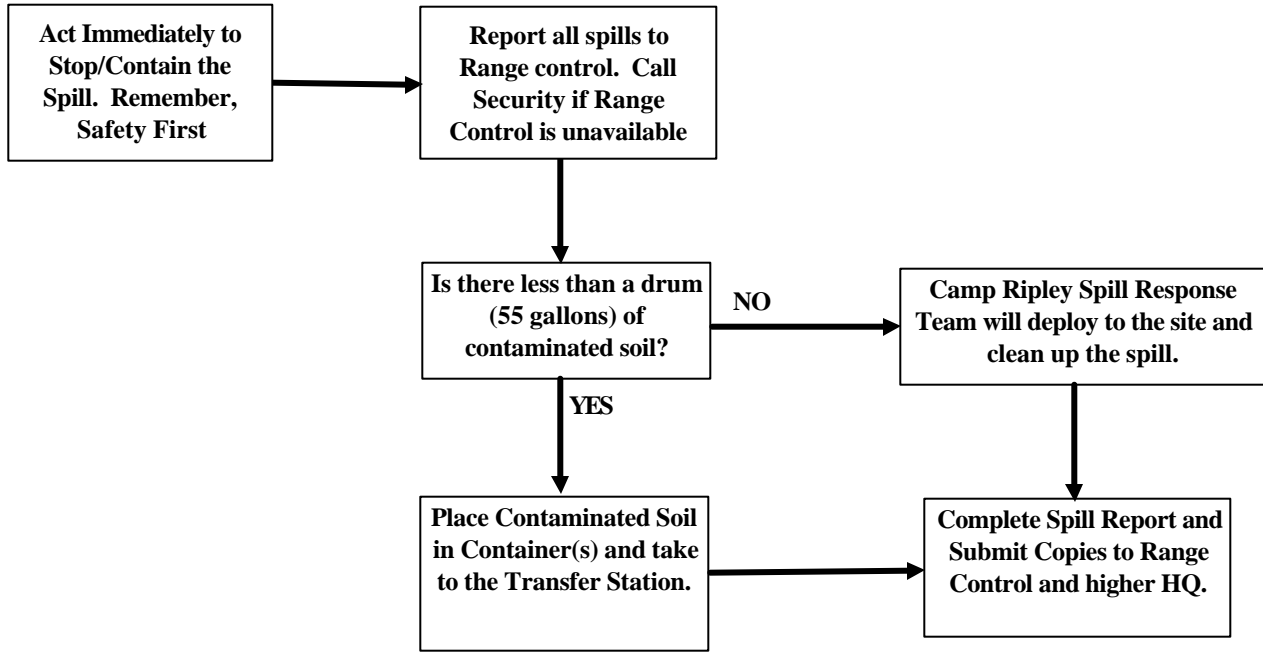 Act Immediately to
Stop/Contain the
Spill. Remember,
Safety First
Report all spills to
Range control. Call
Security if Range
Control is unavailable
Is there less than a drum
(55 gallons) of
contaminated soil?
NO
Camp Ripley Spill Response
Team will deploy to the site and
clean up the spill.
YES
Place Contaminated Soil
in Container(s) and take
to the Transfer Station.
Complete Spill Report and
Submit Copies to Range
Control and higher HQ.